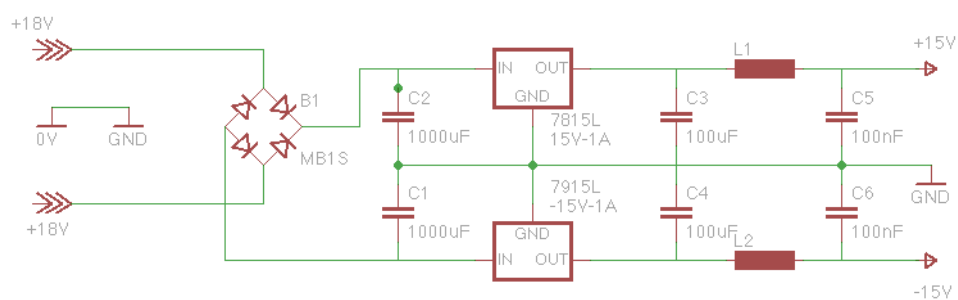 +18V
+15V
L1
IN OUT
B1
C2
GND
C3
C5
0V
GND
1000uF
7815L
15V-1A
100uF
100nF
MB1S
C1
7915L
-15V-1A
C4
C6
GND
+18V
1000uF
GND
100uF
L2
100nF
IN OUT
-15V